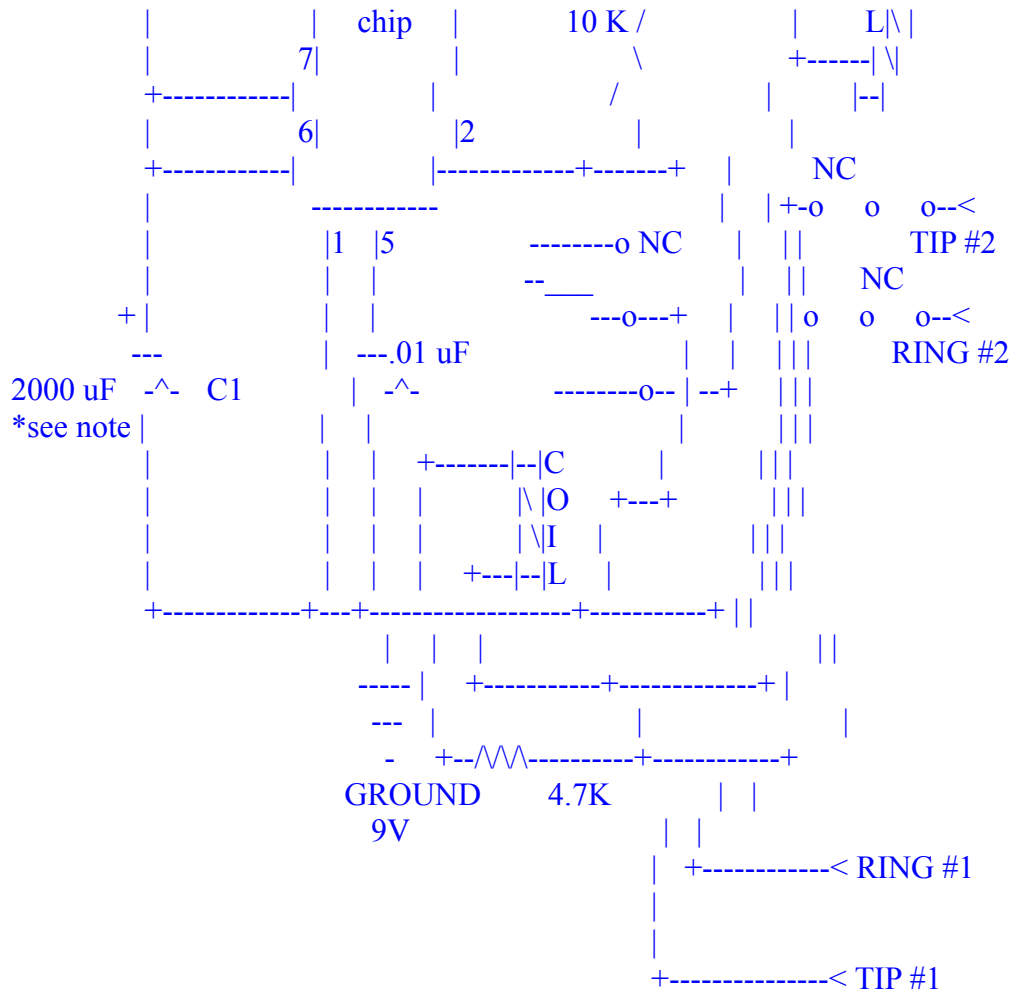 |                    |    chip    |            10 K /                    |         L|\ |
|                   7|            |                    \                   +------| \|
+------------|                  |                   /                 |          |--|
|                   6|            |2                  |                   |
+------------|                  |-------------+-------+     |          NC
|                    ------------                                  |     | +-o     o     o--<
|                      |1    |5                --------o NC      |    | |             TIP #2
|                      |     |                 --___                |    | |       NC
+ |                      |     |                      ---o---+     |    | | o     o     o--<
---                     |   ---.01 uF                         |    |    | | |         RING #2
2000 uF   -^-    C1             |    -^-             --------o-- | --+    | | |
*see note |                    |     |                                 |           | | |
|                      |     |     +-------|--|C            |          | | |
|                      |     |     |          |\ |O     +---+          | | |
|                      |     |     |          | \|I     |                | | |
|                      |     |     |     +---|--|L        |                | | |
+------------+---+-------------------+-----------+ | |
|     |     |                                         | |
----- |     +----------+-------------+ |
---   |                       |                      |
-     +--/\/\/\----------+------------+
GROUND        4.7K            |   |
9V                              |   |
|   +------------< RING #1
|
|
+---------------< TIP #1